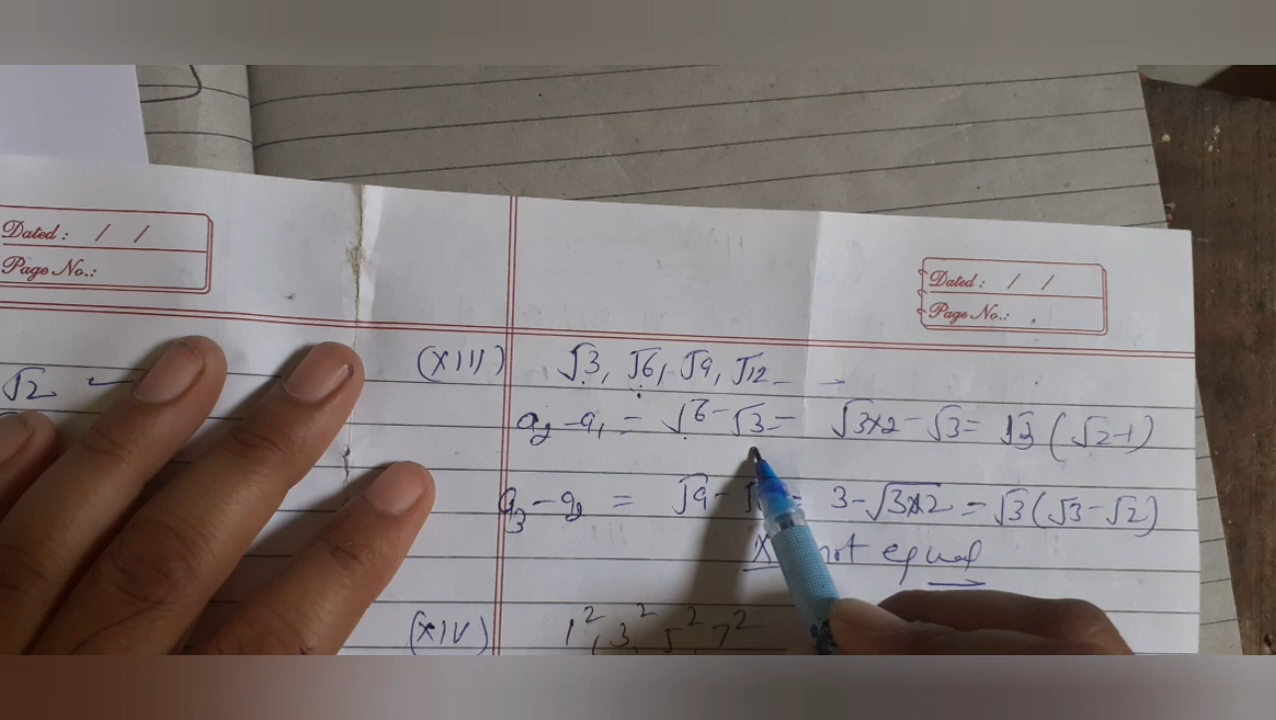 Dated : / /
Page No.:
Dated : / /
Page No.:
√2
(XIII) √3, √6, √9, √12 - -
a2 - a1 = √6 - √3 = √3×2 - √3 = √3 (√2-1)
a3 - a2 = √9 - = 3 - √3×2 = √3 (√3 - √2)
X not equal
(XIV) 1², 3², 5², 7²